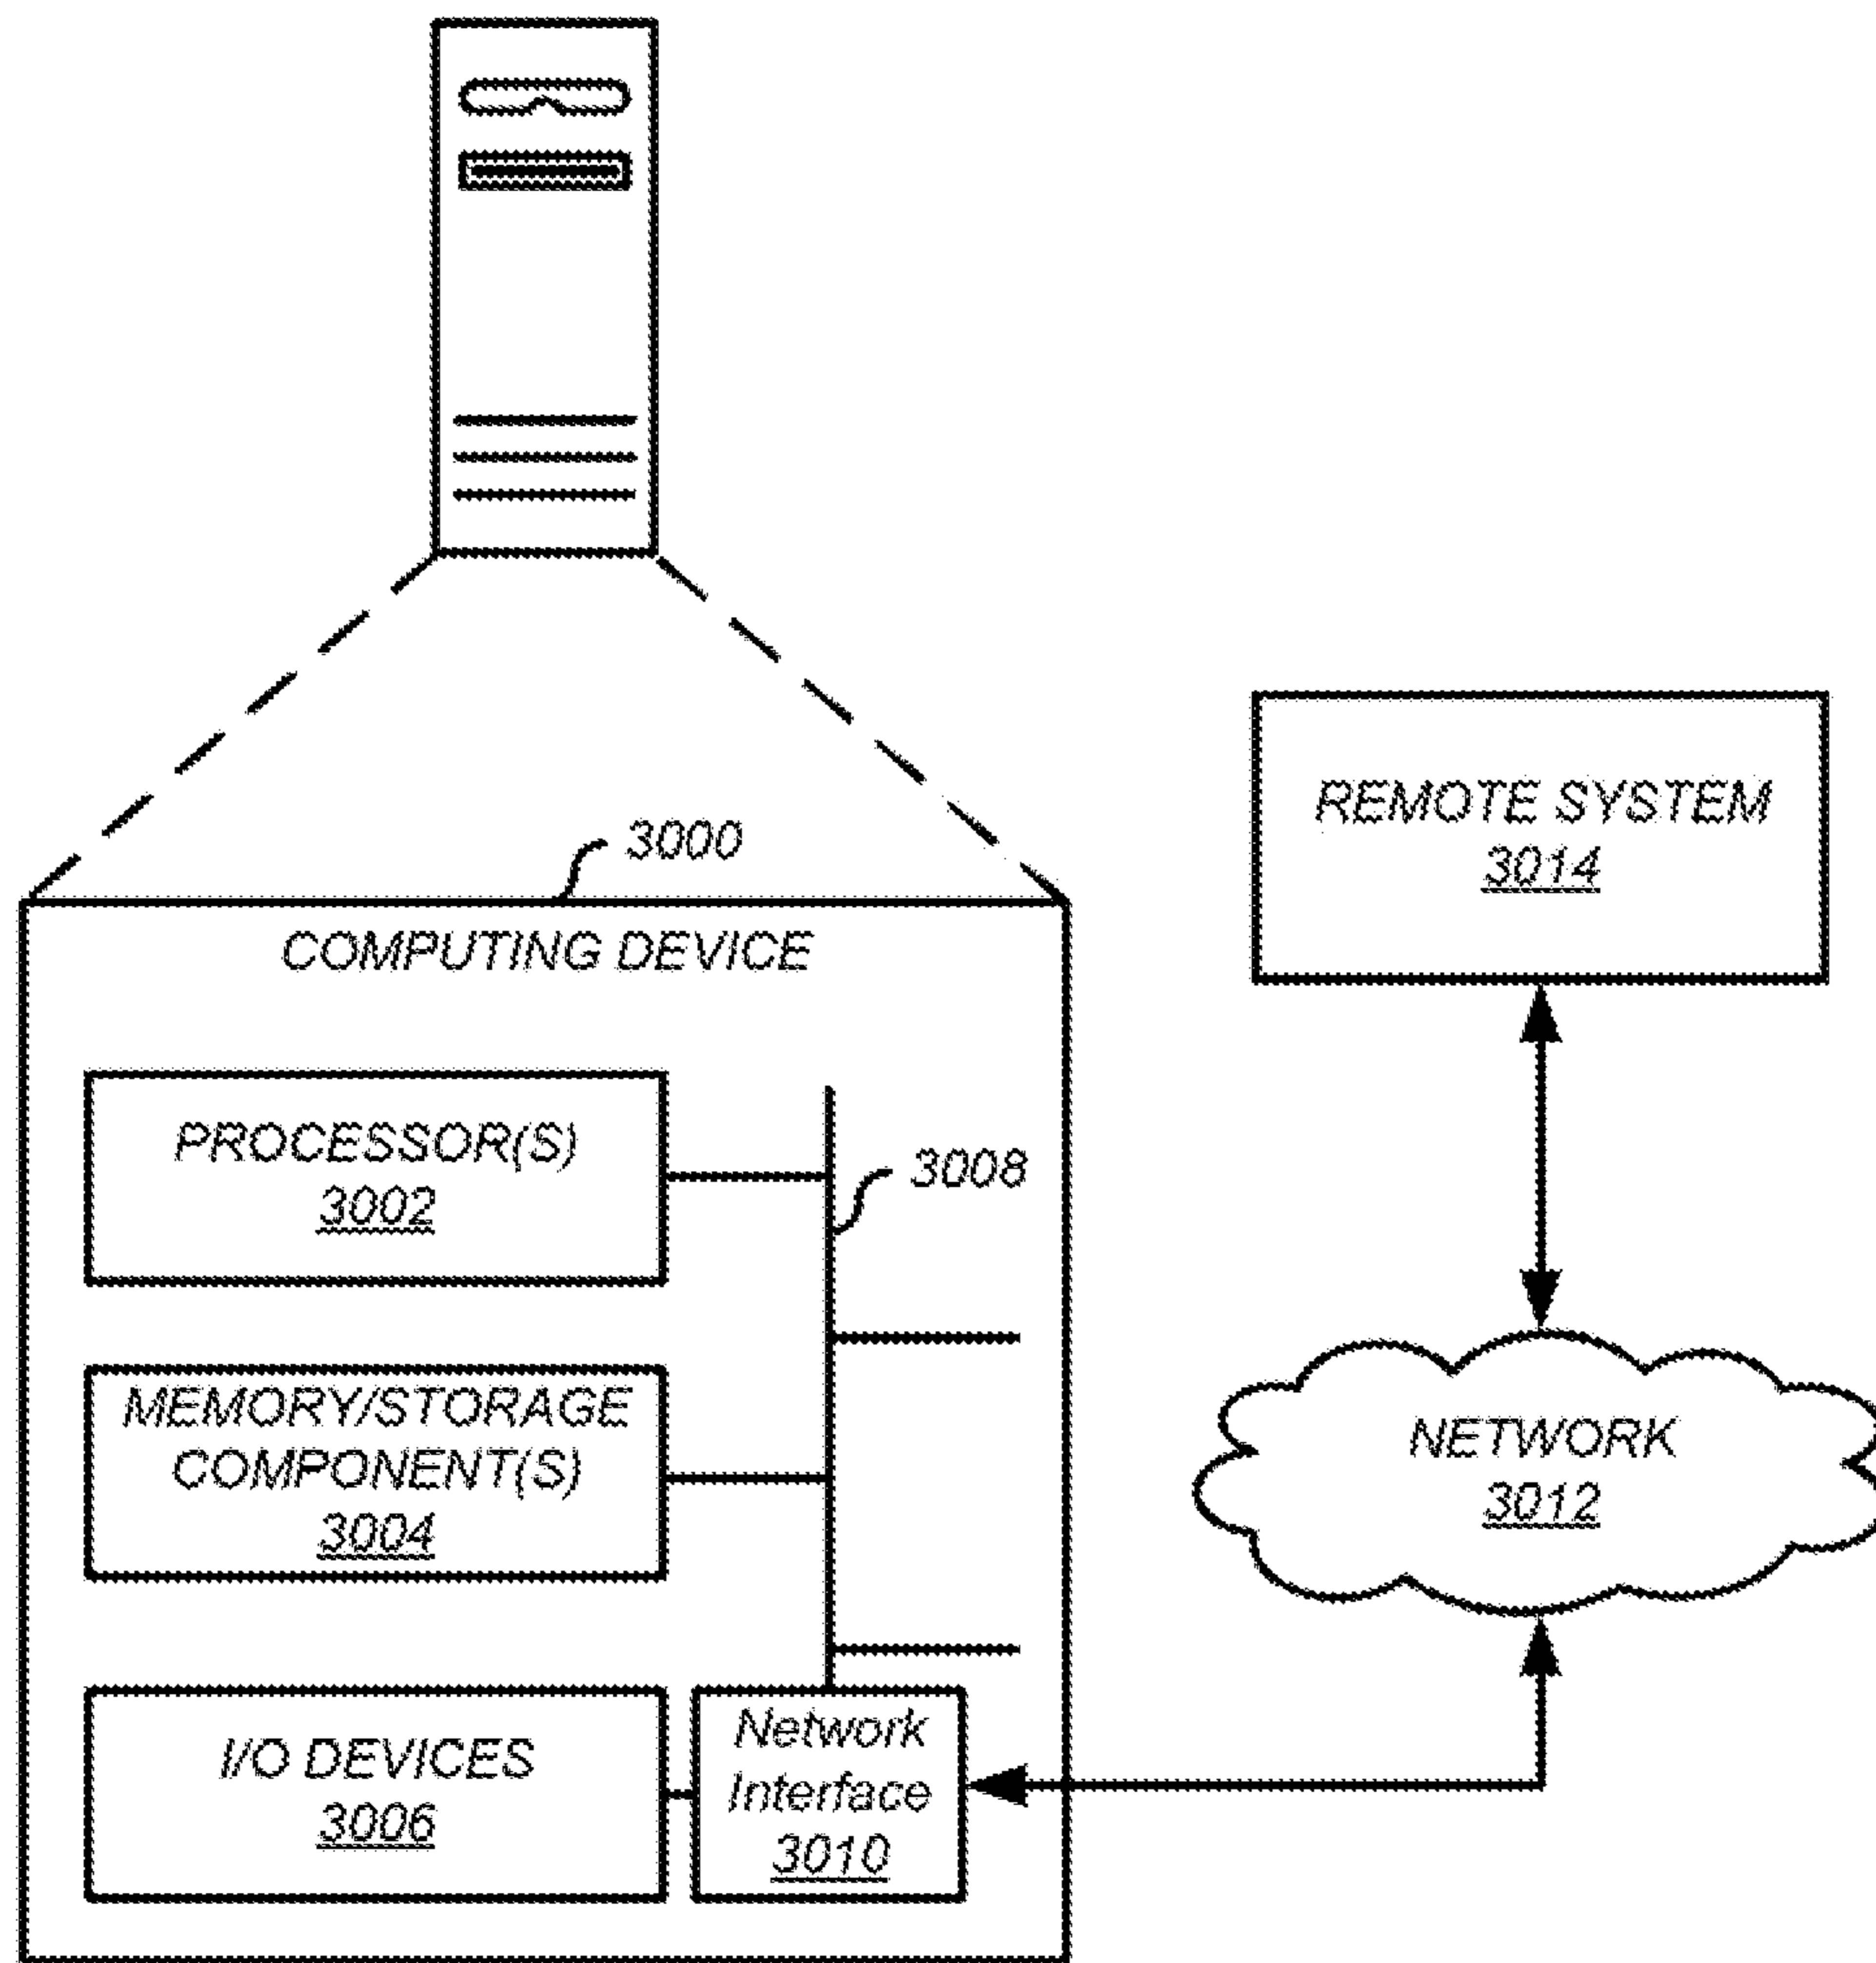 3000
COMPUTING DEVICE
PROCESSOR(S)
3002
3008
MEMORY/STORAGE
COMPONENT(S)
3004
I/O DEVICES
3006
Network
Interface
3010
REMOTE SYSTEM
3014
NETWORK
3012